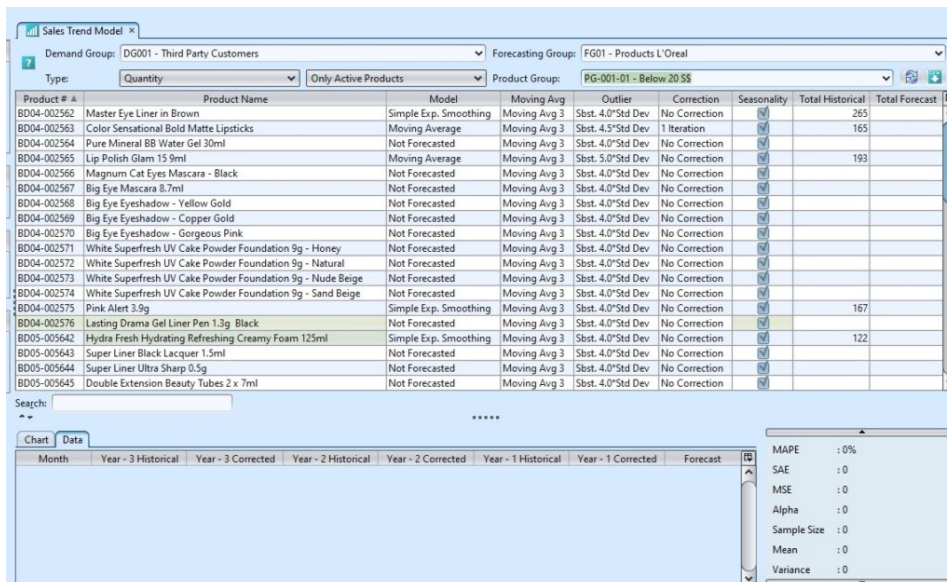 Sales Trend Model ×
Demand Group: DG001 - Third Party Customers Forecasting Group: FG01 - Products L'Oreal
? Type: Quantity Only Active Products Product Group: PG-001-01 - Below 20 S$
Product # Product Name Model Moving Avg Outlier Correction Seasonality Total Historical Total Forecast
BD04-002562 Master Eye Liner in Brown Simple Exp. Smoothing Moving Avg 3 Sbst. 4.0*Std Dev No Correction 265
BD04-002563 Color Sensational Bold Matte Lipsticks Moving Average Moving Avg 3 Sbst. 4.5*Std Dev 1 Iteration 165
BD04-002564 Pure Mineral BB Water Gel 30ml Not Forecasted Moving Avg 3 Sbst. 4.0*Std Dev No Correction
BD04-002565 Lip Polish Glam 15 9ml Moving Average Moving Avg 3 Sbst. 5.0*Std Dev No Correction 193
BD04-002566 Magnum Cat Eyes Mascara - Black Not Forecasted Moving Avg 3 Sbst. 4.0*Std Dev No Correction
BD04-002567 Big Eye Mascara 8.7ml Not Forecasted Moving Avg 3 Sbst. 4.0*Std Dev No Correction
BD04-002568 Big Eye Eyeshadow - Yellow Gold Not Forecasted Moving Avg 3 Sbst. 4.0*Std Dev No Correction
BD04-002569 Big Eye Eyeshadow - Copper Gold Not Forecasted Moving Avg 3 Sbst. 4.0*Std Dev No Correction
BD04-002570 Big Eye Eyeshadow - Gorgeous Pink Not Forecasted Moving Avg 3 Sbst. 4.0*Std Dev No Correction
BD04-002571 White Superfresh UV Cake Powder Foundation 9g - Honey Not Forecasted Moving Avg 3 Sbst. 4.0*Std Dev No Correction
BD04-002572 White Superfresh UV Cake Powder Foundation 9g - Natural Not Forecasted Moving Avg 3 Sbst. 4.0*Std Dev No Correction
BD04-002573 White Superfresh UV Cake Powder Foundation 9g - Nude Beige Not Forecasted Moving Avg 3 Sbst. 4.0*Std Dev No Correction
BD04-002574 White Superfresh UV Cake Powder Foundation 9g - Sand Beige Not Forecasted Moving Avg 3 Sbst. 4.0*Std Dev No Correction
BD04-002575 Pink Alert 3.9g Simple Exp. Smoothing Moving Avg 3 Sbst. 4.0*Std Dev No Correction 167
BD04-002576 Lasting Drama Gel Liner Pen 1.3g Black Not Forecasted Moving Avg 3 Sbst. 4.0*Std Dev No Correction
BD05-005642 Hydra Fresh Hydrating Refreshing Creamy Foam 125ml Simple Exp. Smoothing Moving Avg 3 Sbst. 4.0*Std Dev No Correction 122
BD05-005643 Super Liner Black Lacquer 1.5ml Not Forecasted Moving Avg 3 Sbst. 4.0*Std Dev No Correction
BD05-005644 Super Liner Ultra Sharp 0.5g Not Forecasted Moving Avg 3 Sbst. 4.0*Std Dev No Correction
BD05-005645 Double Extension Beauty Tubes 2 x 7ml Not Forecasted Moving Avg 3 Sbst. 4.0*Std Dev No Correction
Search:
Chart Data
Month Year - 3 Historical Year - 3 Corrected Year - 2 Historical Year - 2 Corrected Year - 1 Historical Year - 1 Corrected Forecast
MAPE : 0%
SAE : 0
MSE : 0
Alpha : 0
Sample Size : 0
Mean : 0
Variance : 0